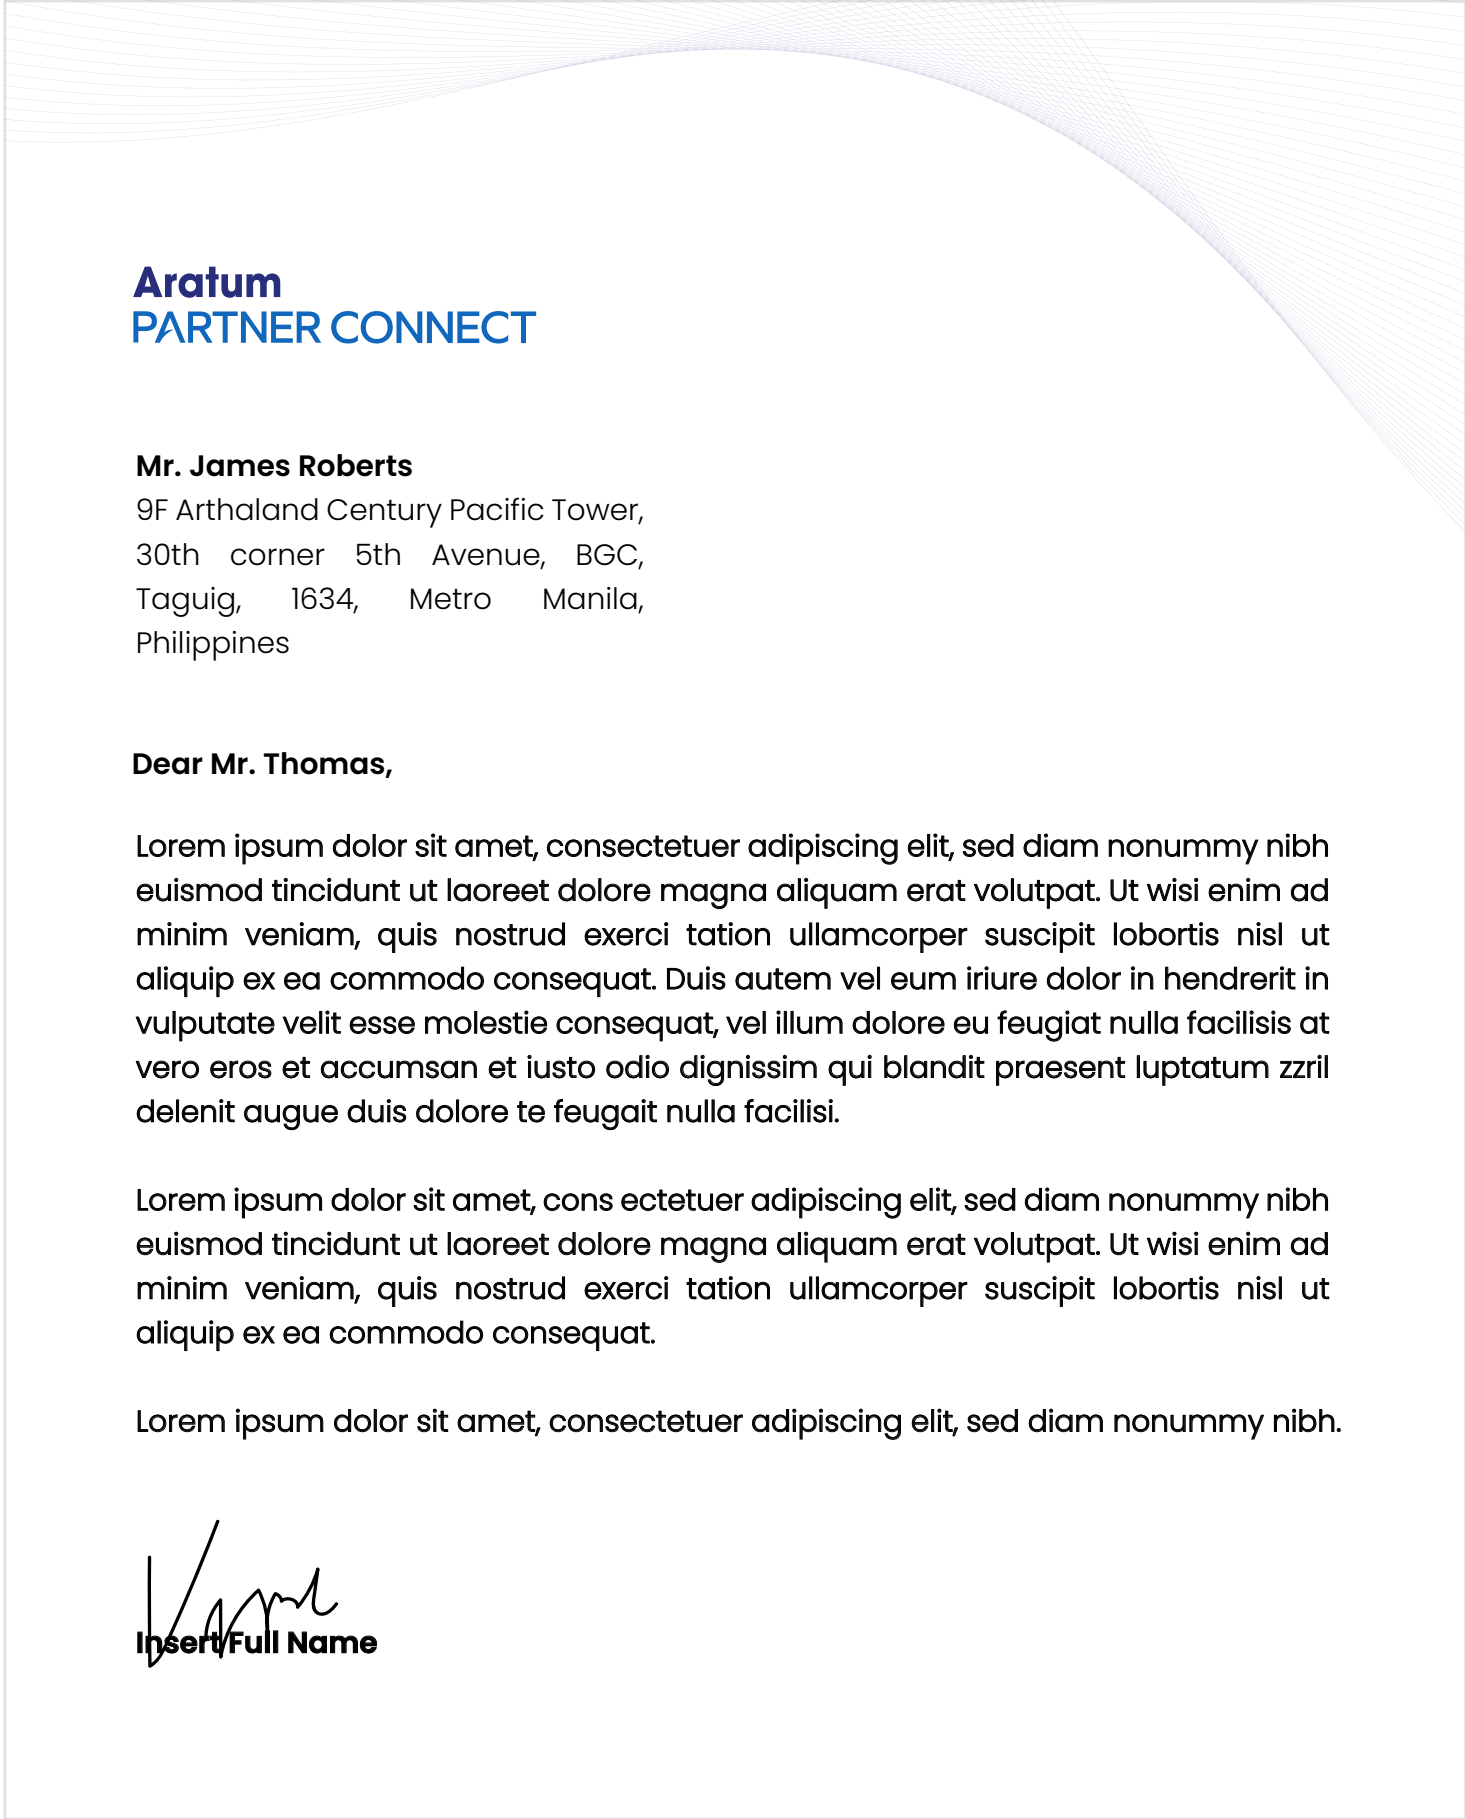 Aratum
PARTNER CONNECT
Mr. James Roberts
9F Arthaland Century Pacific Tower,
30th corner 5th Avenue, BGC,
Taguig, 1634, Metro Manila,
Philippines
Dear Mr. Thomas,
Lorem ipsum dolor sit amet, consectetuer adipiscing elit, sed diam nonummy nibh
euismod tincidunt ut laoreet dolore magna aliquam erat volutpat. Ut wisi enim ad
minim veniam, quis nostrud exerci tation ullamcorper suscipit lobortis nisl ut
aliquip ex ea commodo consequat. Duis autem vel eum iriure dolor in hendrerit in
vulputate velit esse molestie consequat, vel illum dolore eu feugiat nulla facilisis at
vero eros et accumsan et iusto odio dignissim qui blandit praesent luptatum zzril
delenit augue duis dolore te feugait nulla facilisi.
Lorem ipsum dolor sit amet, cons ectetuer adipiscing elit, sed diam nonummy nibh
euismod tincidunt ut laoreet dolore magna aliquam erat volutpat. Ut wisi enim ad
minim veniam, quis nostrud exerci tation ullamcorper suscipit lobortis nisl ut
aliquip ex ea commodo consequat.
Lorem ipsum dolor sit amet, consectetuer adipiscing elit, sed diam nonummy nibh.
Insert Full Name